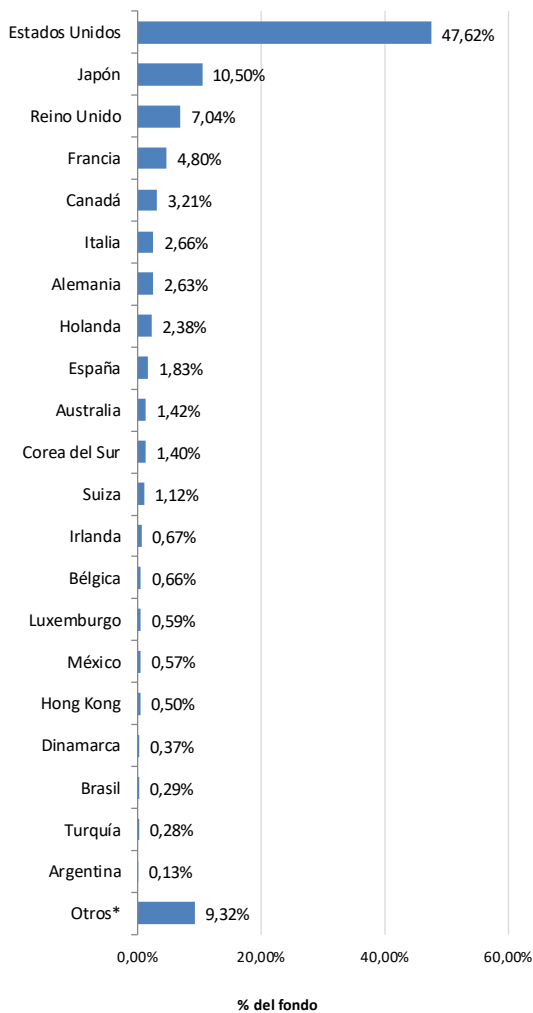 Estados Unidos 47,62%
Japón 10,50%
Reino Unido 7,04%
Francia 4,80%
Canadá 3,21%
Italia 2,66%
Alemania 2,63%
Holanda 2,38%
España 1,83%
Australia 1,42%
Corea del Sur 1,40%
Suiza 1,12%
Irlanda 0,67%
Bélgica 0,66%
Luxemburgo 0,59%
México 0,57%
Hong Kong 0,50%
Dinamarca 0,37%
Brasil 0,29%
Turquía 0,28%
Argentina 0,13%
Otros* 9,32%
0,00% 20,00% 40,00% 60,00%
% del fondo